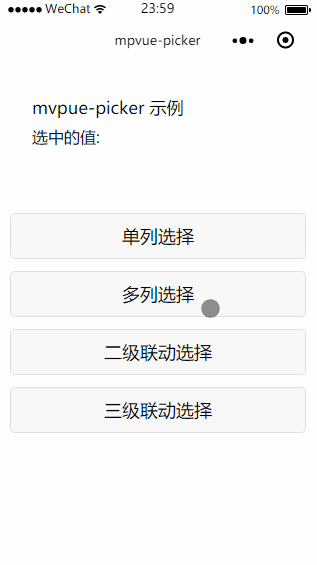 WeChat 23:59 100%
mpvue-picker
mvpue-picker 示例
选中的值:
单列选择
多列选择
二级联动选择
三级联动选择